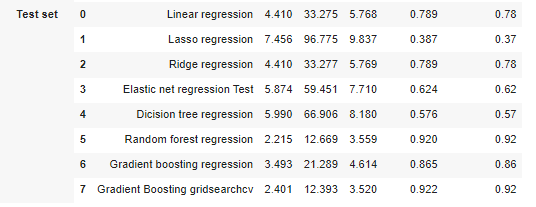 Test set 0 Linear regression 4.410 33.275 5.768 0.789 0.78
1 Lasso regression 7.456 96.775 9.837 0.387 0.37
2 Ridge regression 4.410 33.277 5.769 0.789 0.78
3 Elastic net regression Test 5.874 59.451 7.710 0.624 0.62
4 Dicision tree regression 5.990 66.906 8.180 0.576 0.57
5 Random forest regression 2.215 12.669 3.559 0.920 0.92
6 Gradient boosting regression 3.493 21.289 4.614 0.865 0.86
7 Gradient Boosting gridsearchcv 2.401 12.393 3.520 0.922 0.92